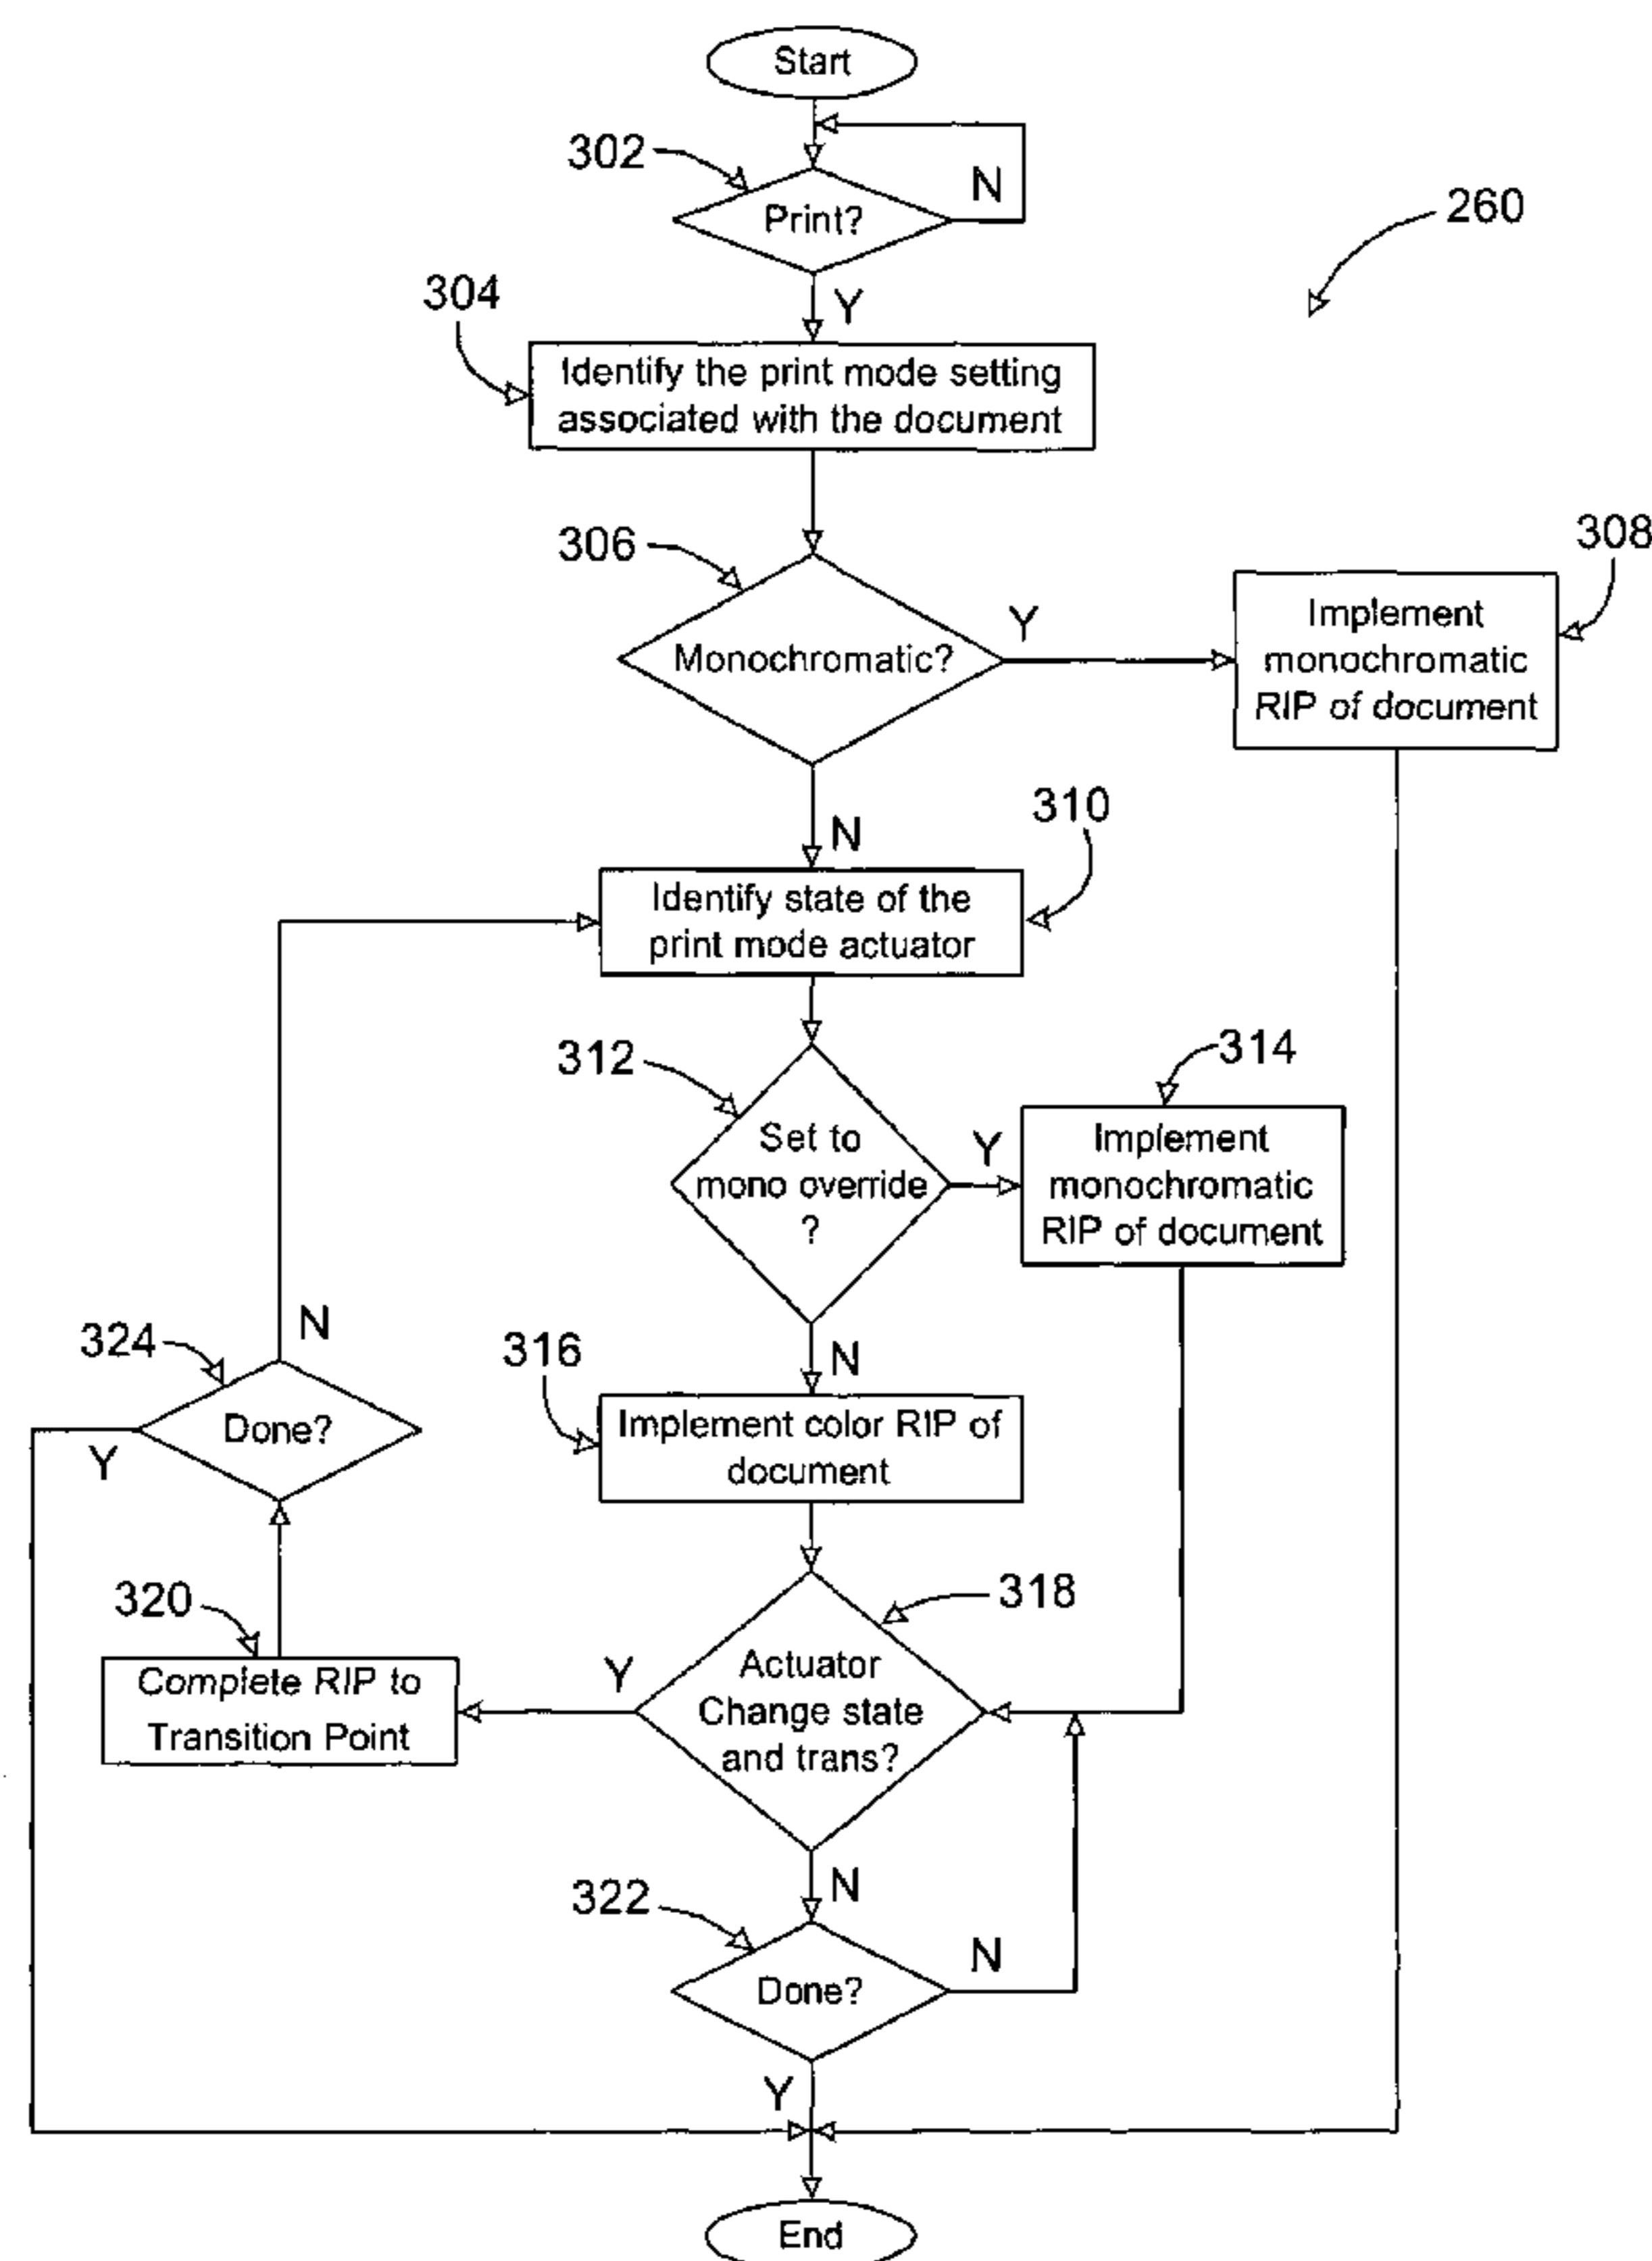 Start
302
N
Print?
260
304
Y
Identify the print mode setting
associated with the document
306
308
Y
Monochromatic?
Implement
monochromatic
RIP of document
310
N
Identify state of the
print mode actuator
312
314
Set to
mono override
?
Y
Implement
monochromatic
RIP of document
324
N
316
N
Done?
Y
Implement color RIP of
document
320
318
Complete RIP to
Transition Point
Y
Actuator
Change state
and trans?
322
N
N
Done?
Y
End